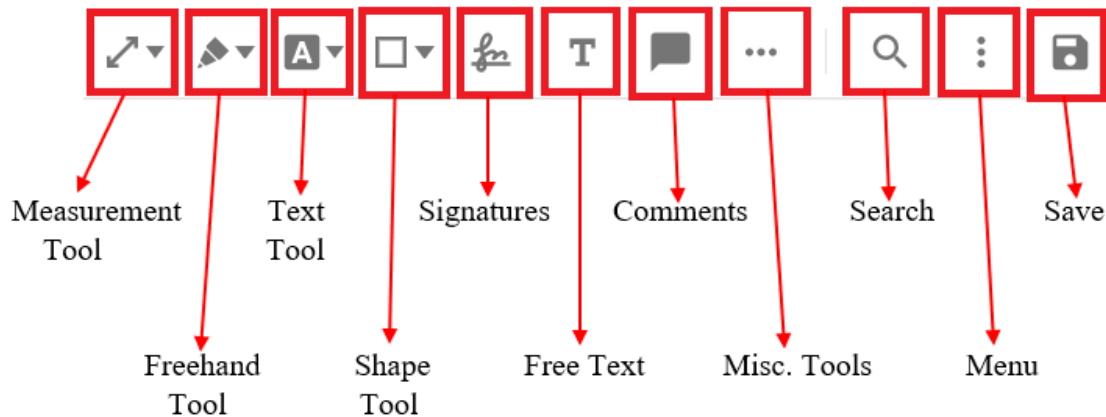 A
T
Measurement Tool
Text Tool
Signatures
Comments
Search
Save
Freehand Tool
Shape Tool
Free Text
Misc. Tools
Menu